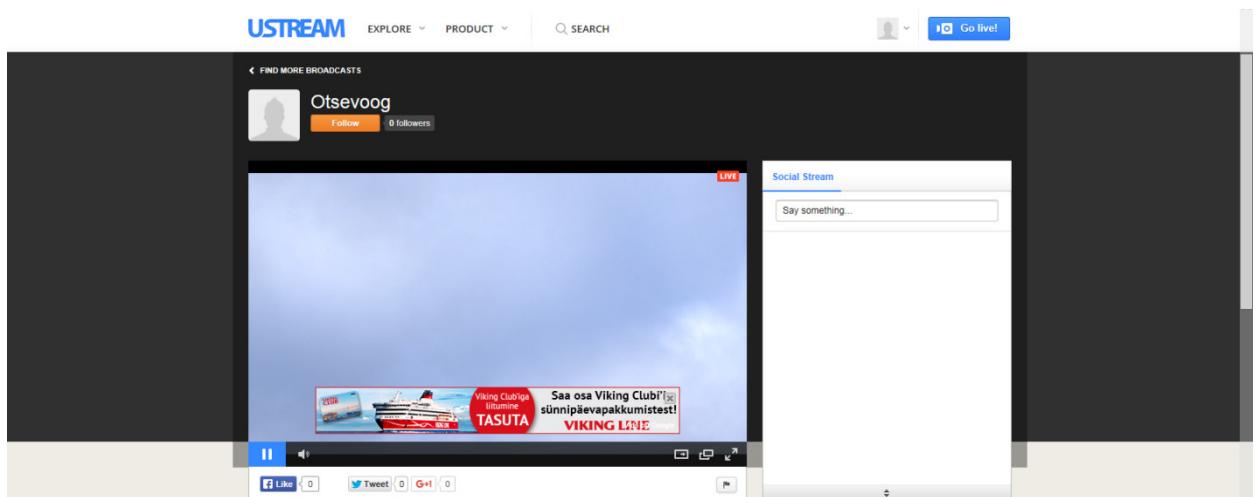 USTREAM EXPLORE PRODUCT SEARCH Go live!
FIND MORE BROADCASTS
Otsevoog
Follow 0 followers
LIVE
Social Stream
Say something...
Viking Club'iga
liitumine
TASUTA
Saa osa Viking Clubi'i
sünnipäevapakkumistest!
VIKING LINE
Like 0 Tweet 0 G+1 0